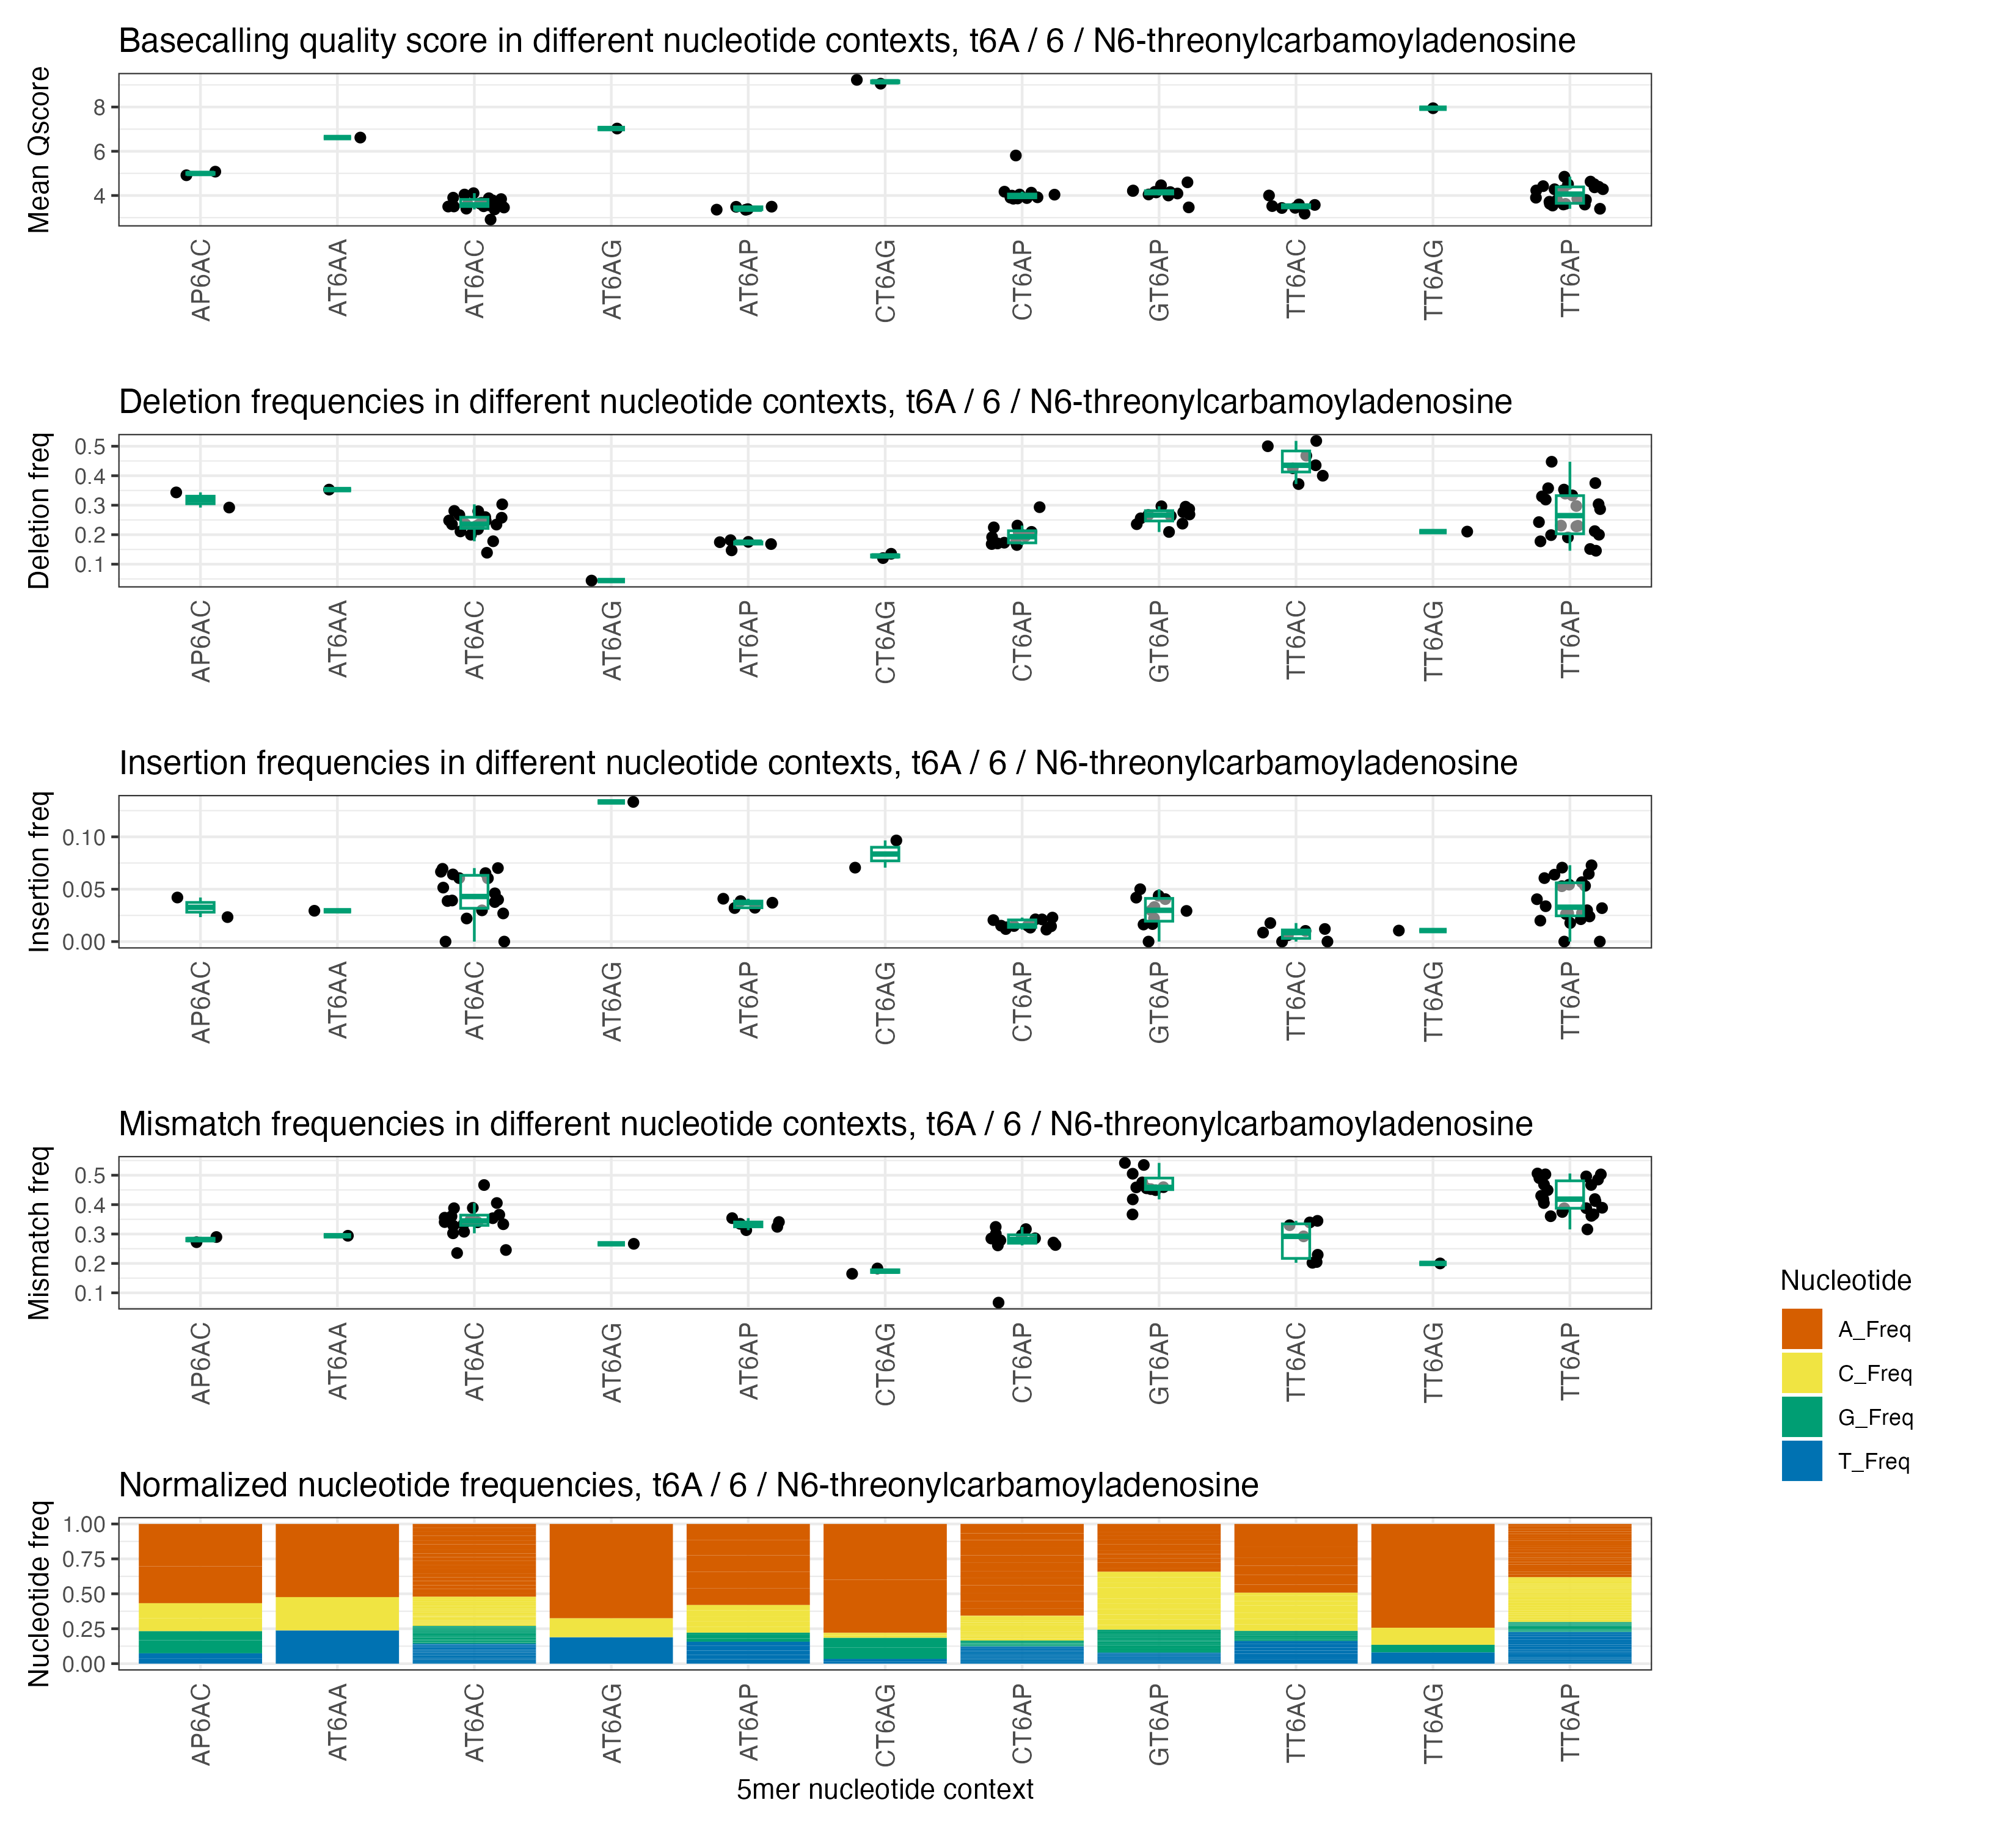 Basecalling quality score in different nucleotide contexts, t6A / 6 / N6-threonylcarbamoyladenosine
Mean Qscore
8
6
4
AP6AC AT6AA AT6AC AT6AG AT6AP CT6AG CT6AP GT6AP TT6AC TT6AG TT6AP
Deletion frequencies in different nucleotide contexts, t6A / 6 / N6-threonylcarbamoyladenosine
Deletion freq
0.5
0.4
0.3
0.2
0.1
AP6AC AT6AA AT6AC AT6AG AT6AP CT6AG CT6AP GT6AP TT6AC TT6AG TT6AP
Insertion frequencies in different nucleotide contexts, t6A / 6 / N6-threonylcarbamoyladenosine
Insertion freq
0.10
0.05
0.00
AP6AC AT6AA AT6AC AT6AG AT6AP CT6AG CT6AP GT6AP TT6AC TT6AG TT6AP
Mismatch frequencies in different nucleotide contexts, t6A / 6 / N6-threonylcarbamoyladenosine
Mismatch freq
0.5
0.4
0.3
0.2
0.1
AP6AC AT6AA AT6AC AT6AG AT6AP CT6AG CT6AP GT6AP TT6AC TT6AG TT6AP
Nucleotide
A_Freq
C_Freq
G_Freq
T_Freq
Normalized nucleotide frequencies, t6A / 6 / N6-threonylcarbamoyladenosine
Nucleotide freq
1.00
0.75
0.50
0.25
0.00
AP6AC AT6AA AT6AC AT6AG AT6AP CT6AG CT6AP GT6AP TT6AC TT6AG TT6AP
5mer nucleotide context